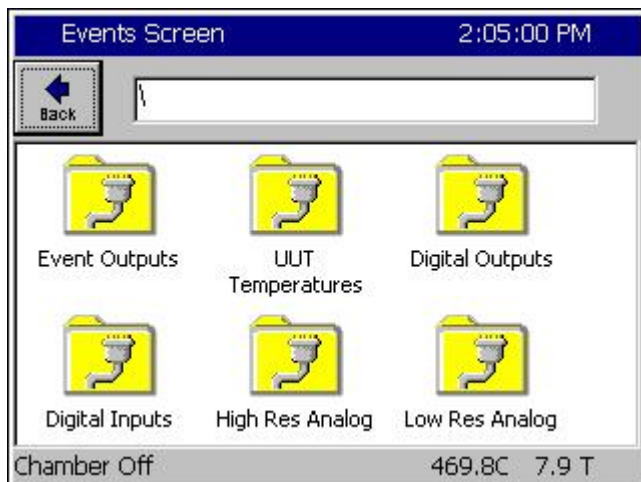 Events Screen 2:05:00 PM
Back
\
Event Outputs UUT Temperatures Digital Outputs
Digital Inputs High Res Analog Low Res Analog
Chamber Off 469.8C 7.9 T